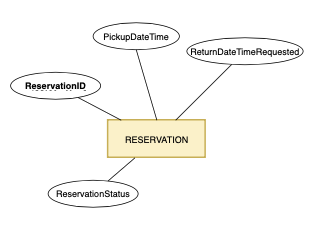 PickupDateTime
ReturnDateTimeRequested
ReservationID
RESERVATION
ReservationStatus